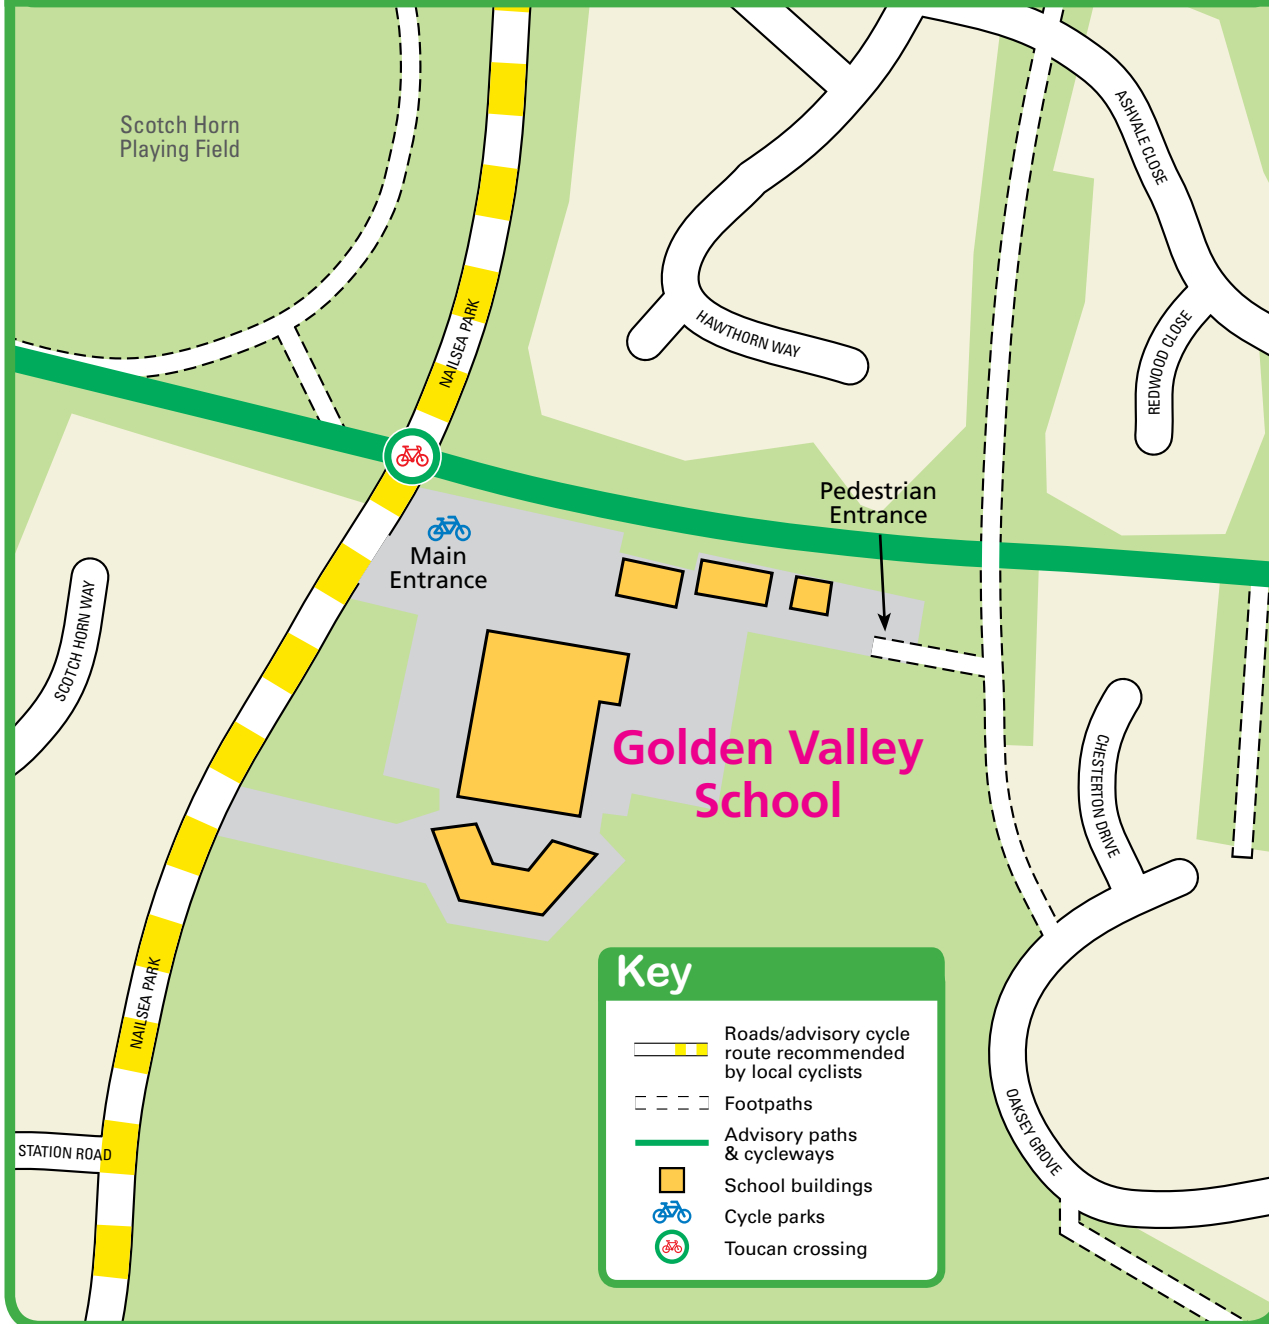 Scotch Horn
Playing Field
ASHVALE CLOSE
NAILSEA PARK
HAWTHORN WAY
REDWOOD CLOSE
Pedestrian
Entrance
Main
Entrance
SCOTCH HORN WAY
Golden Valley
School
CHESTERTON DRIVE
NAILSEA PARK
STATION ROAD
OAKSEY GROVE
Key
Roads/advisory cycle
route recommended
by local cyclists
Footpaths
Advisory paths
& cycleways
School buildings
Cycle parks
Toucan crossing